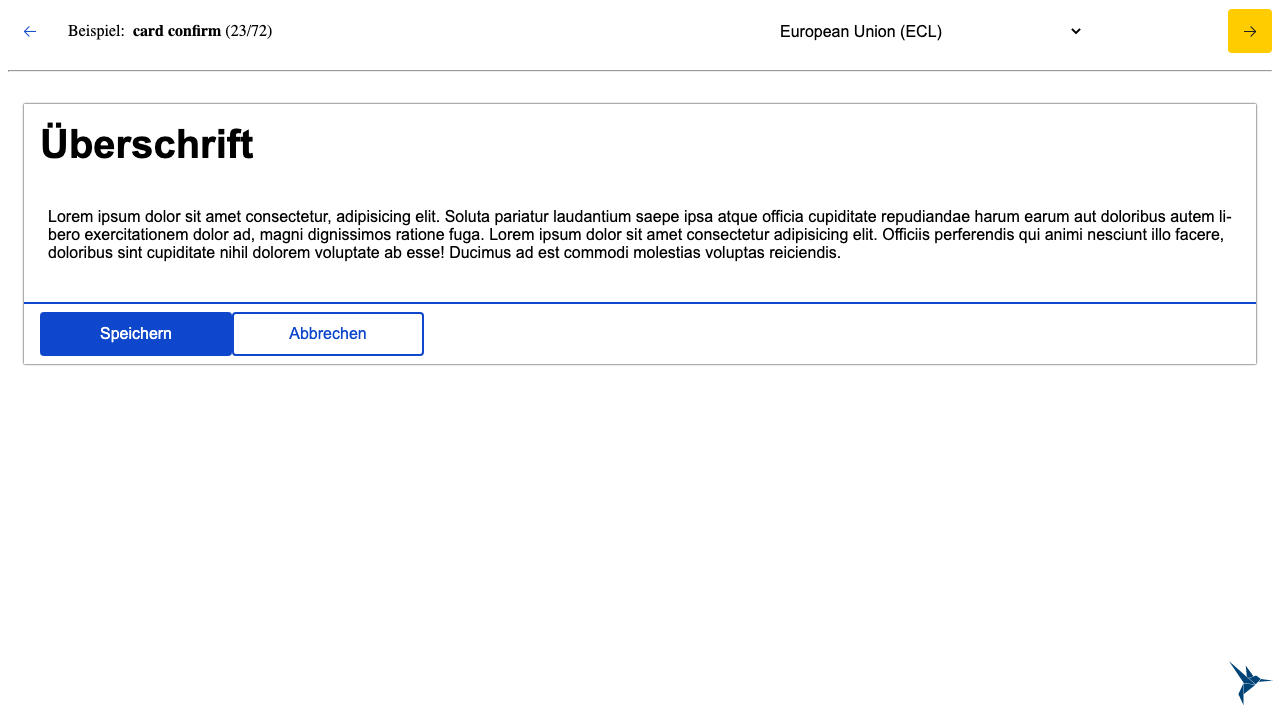 Beispiel: card confirm (23/72)
European Union (ECL)
Überschrift
Lorem ipsum dolor sit amet consectetur, adipisicing elit. Soluta pariatur laudantium saepe ipsa atque officia cupiditate repudiandae harum earum aut doloribus autem li-
bero exercitationem dolor ad, magni dignissimos ratione fuga. Lorem ipsum dolor sit amet consectetur adipisicing elit. Officiis perferendis qui animi nesciunt illo facere,
doloribus sint cupiditate nihil dolorem voluptate ab esse! Ducimus ad est commodi molestias voluptas reiciendis.
Speichern
Abbrechen